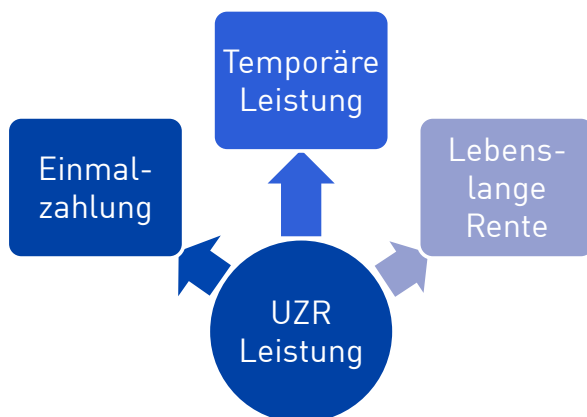 Temporäre
Leistung
Einmal-
zahlung
Lebens-
lange
Rente
UZR
Leistung